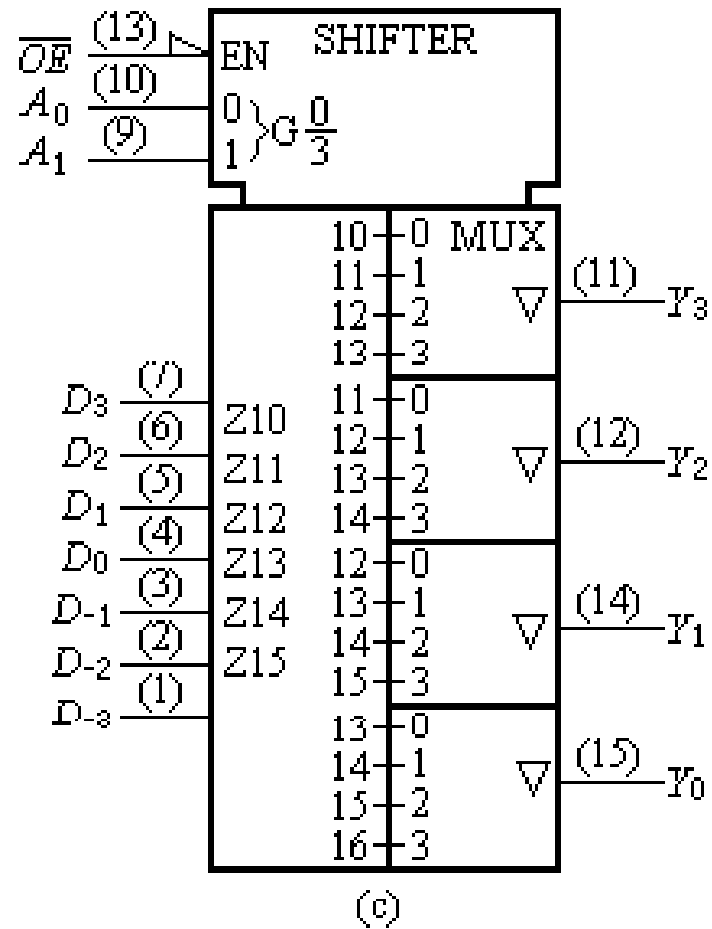 SHIFTER
O̅E̅ (13) EN
A0 (10) 0
A1 (9) 1
} G 0/3
MUX
10 0
11 1
12 2
13 3
▽ (11) Y3
11 0
12 1
13 2
14 3
▽ (12) Y2
12 0
13 1
14 2
15 3
▽ (14) Y1
13 0
14 1
15 2
16 3
▽ (15) Y0
D3 (7) Z10
D2 (6) Z11
D1 (5) Z12
D0 (4) Z13
D-1 (3) Z14
D-2 (2) Z15
D-3 (1)
(c)